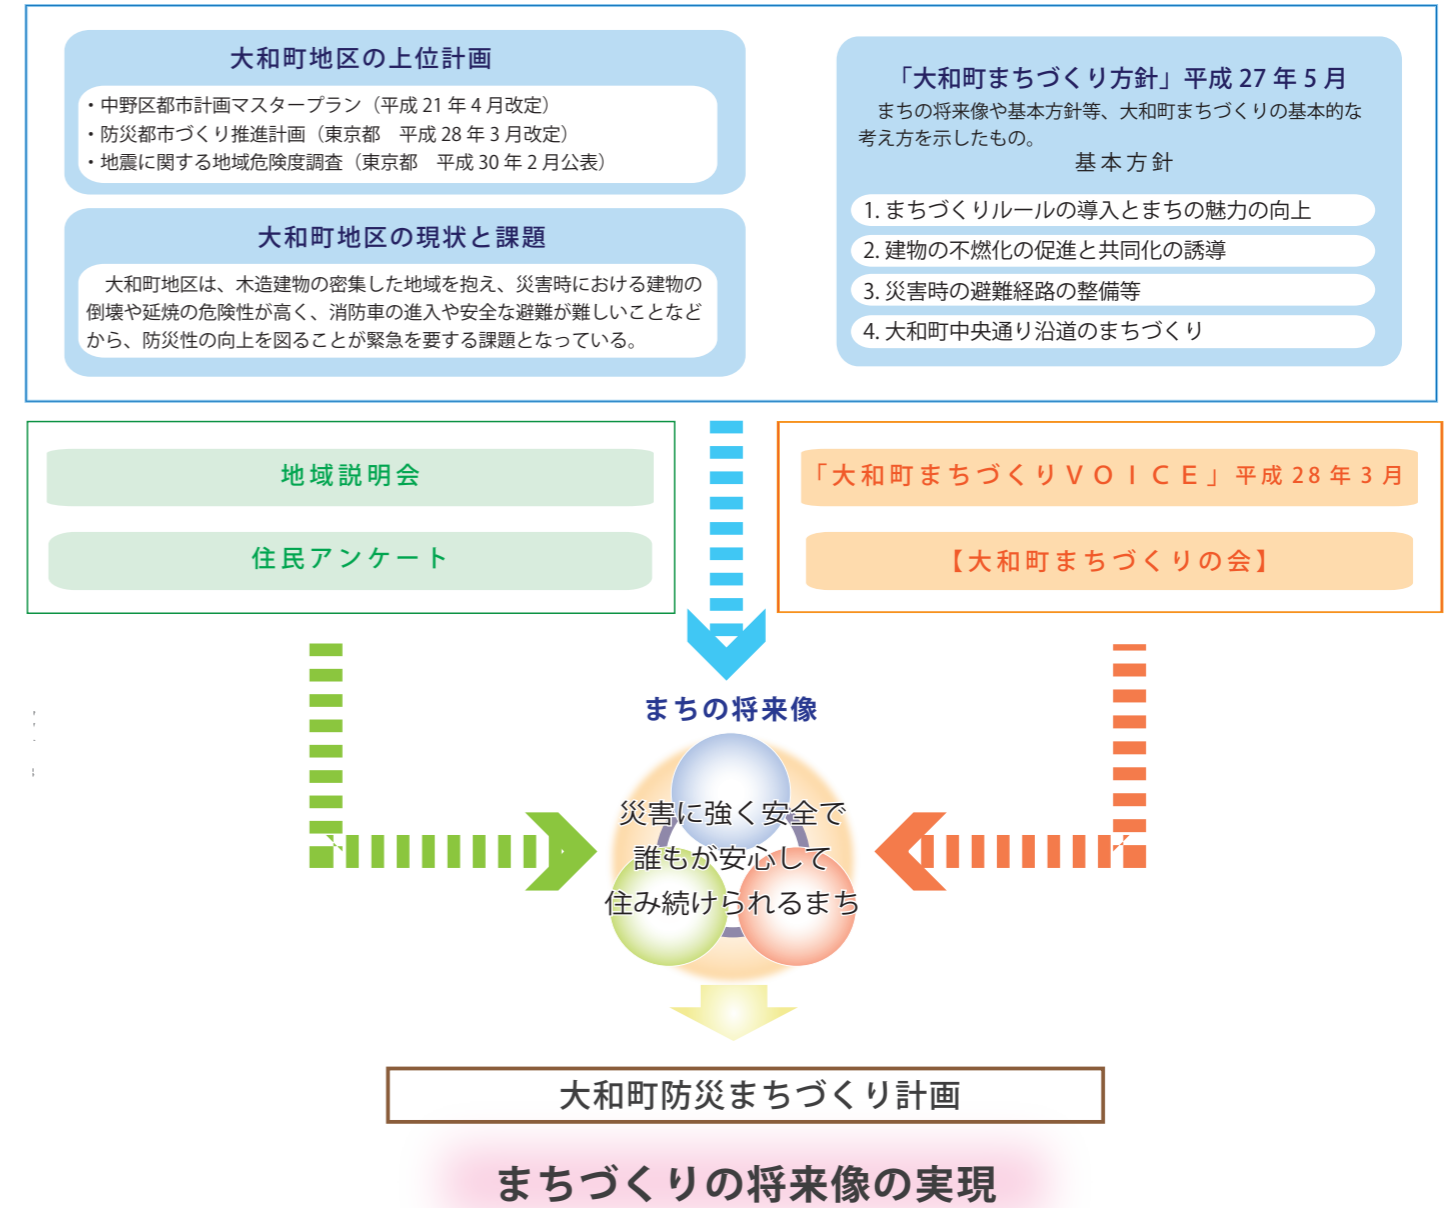 大和町地区の上位計画
・中野区都市計画マスタープラン（平成 21 年 4 月改定）
・防災都市づくり推進計画（東京都　平成 28 年 3 月改定）
・地震に関する地域危険度調査（東京都　平成 30 年 2 月公表）
大和町地区の現状と課題
大和町地区は、木造建物の密集した地域を抱え、災害時における建物の
倒壊や延焼の危険性が高く、消防車の進入や安全な避難が難しいことなど
から、防災性の向上を図ることが緊急を要する課題となっている。
「大和町まちづくり方針」平成 27 年 5 月
まちの将来像や基本方針等、大和町まちづくりの基本的な
考え方を示したもの。
基本方針
1. まちづくりルールの導入とまちの魅力の向上
2. 建物の不燃化の促進と共同化の誘導
3. 災害時の避難経路の整備等
4. 大和町中央通り沿道のまちづくり
地域説明会
住民アンケート
「大和町まちづくりＶＯＩＣＥ」平成 28 年 3 月
【大和町まちづくりの会】
まちの将来像
災害に強く安全で
誰もが安心して
住み続けられるまち
大和町防災まちづくり計画
まちづくりの将来像の実現